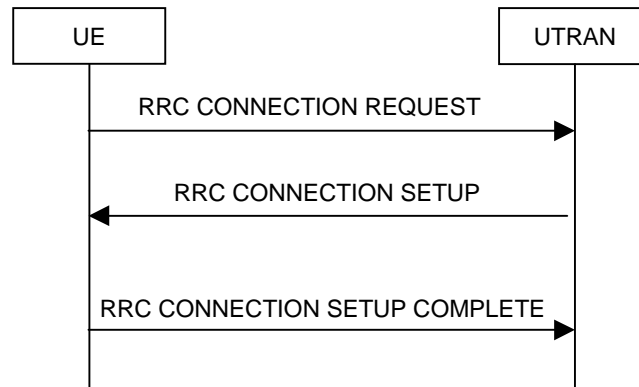 UE
UTRAN
RRC CONNECTION REQUEST
RRC CONNECTION SETUP
RRC CONNECTION SETUP COMPLETE